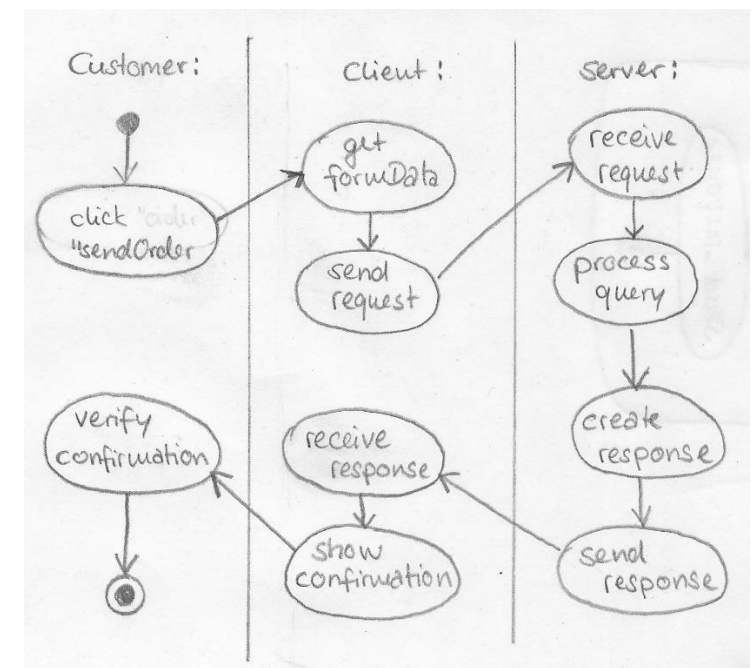 Customer:
Client:
Server:
click "order
"sendOrder
get
formData
send
request
receive
request
process
query
create
response
send
response
receive
response
show
confirmation
verify
confirmation